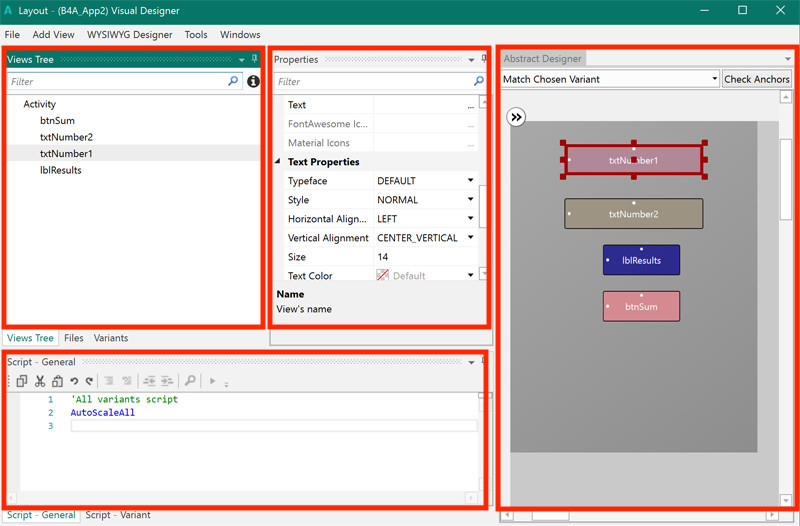 Layout - (B4A_App2) Visual Designer
File Add View WYSIWYG Designer Tools Windows
Views Tree
Filter
Activity
btnSum
txtNumber2
txtNumber1
lblResults
Views Tree Files Variants
Properties
Filter
Text ...
FontAwesome Ic... ...
Material Icons ...
Text Properties
Typeface DEFAULT
Style NORMAL
Horizontal Align... LEFT
Vertical Alignment CENTER_VERTICAL
Size 14
Text Color Default
Name
View's name
Abstract Designer
Match Chosen Variant Check Anchors
txtNumber1
txtNumber2
lblResults
btnSum
Script - General
1 'All variants script
2 AutoScaleAll
3
Script - General Script - Variant